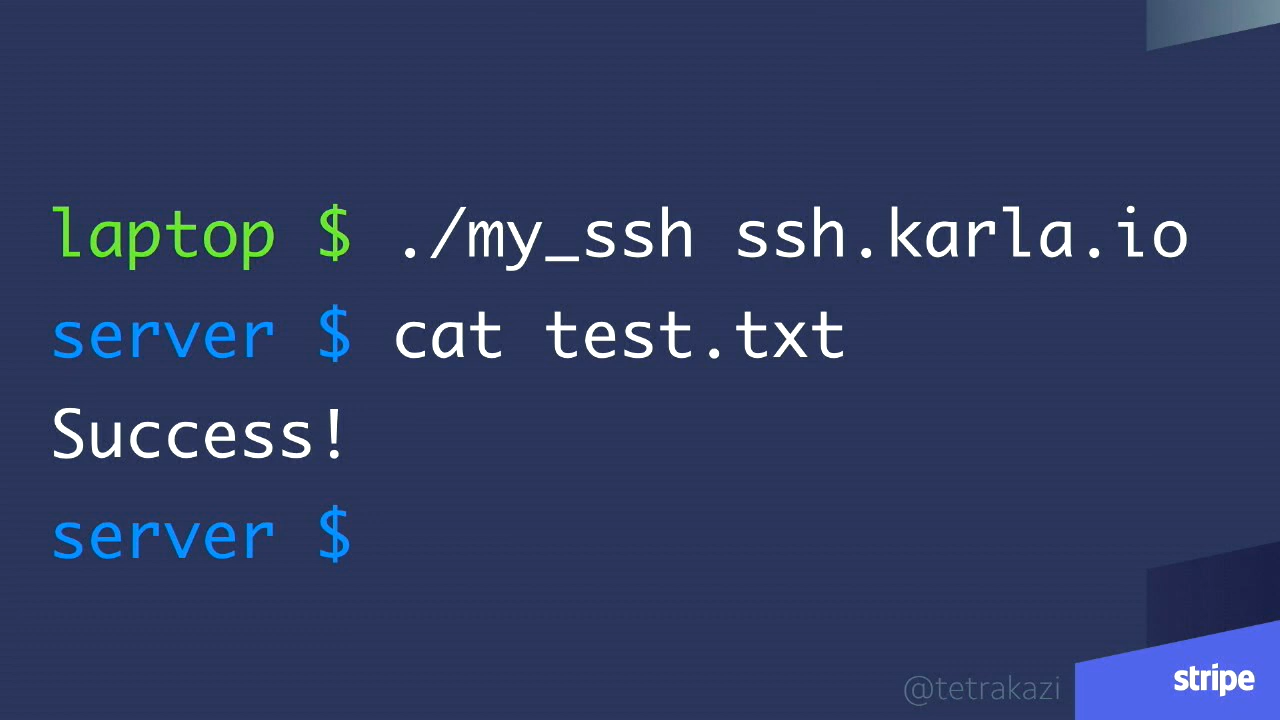 laptop $ ./my_ssh ssh.karla.io
server $ cat test.txt
Success!
server $
@tetrakazi
stripe